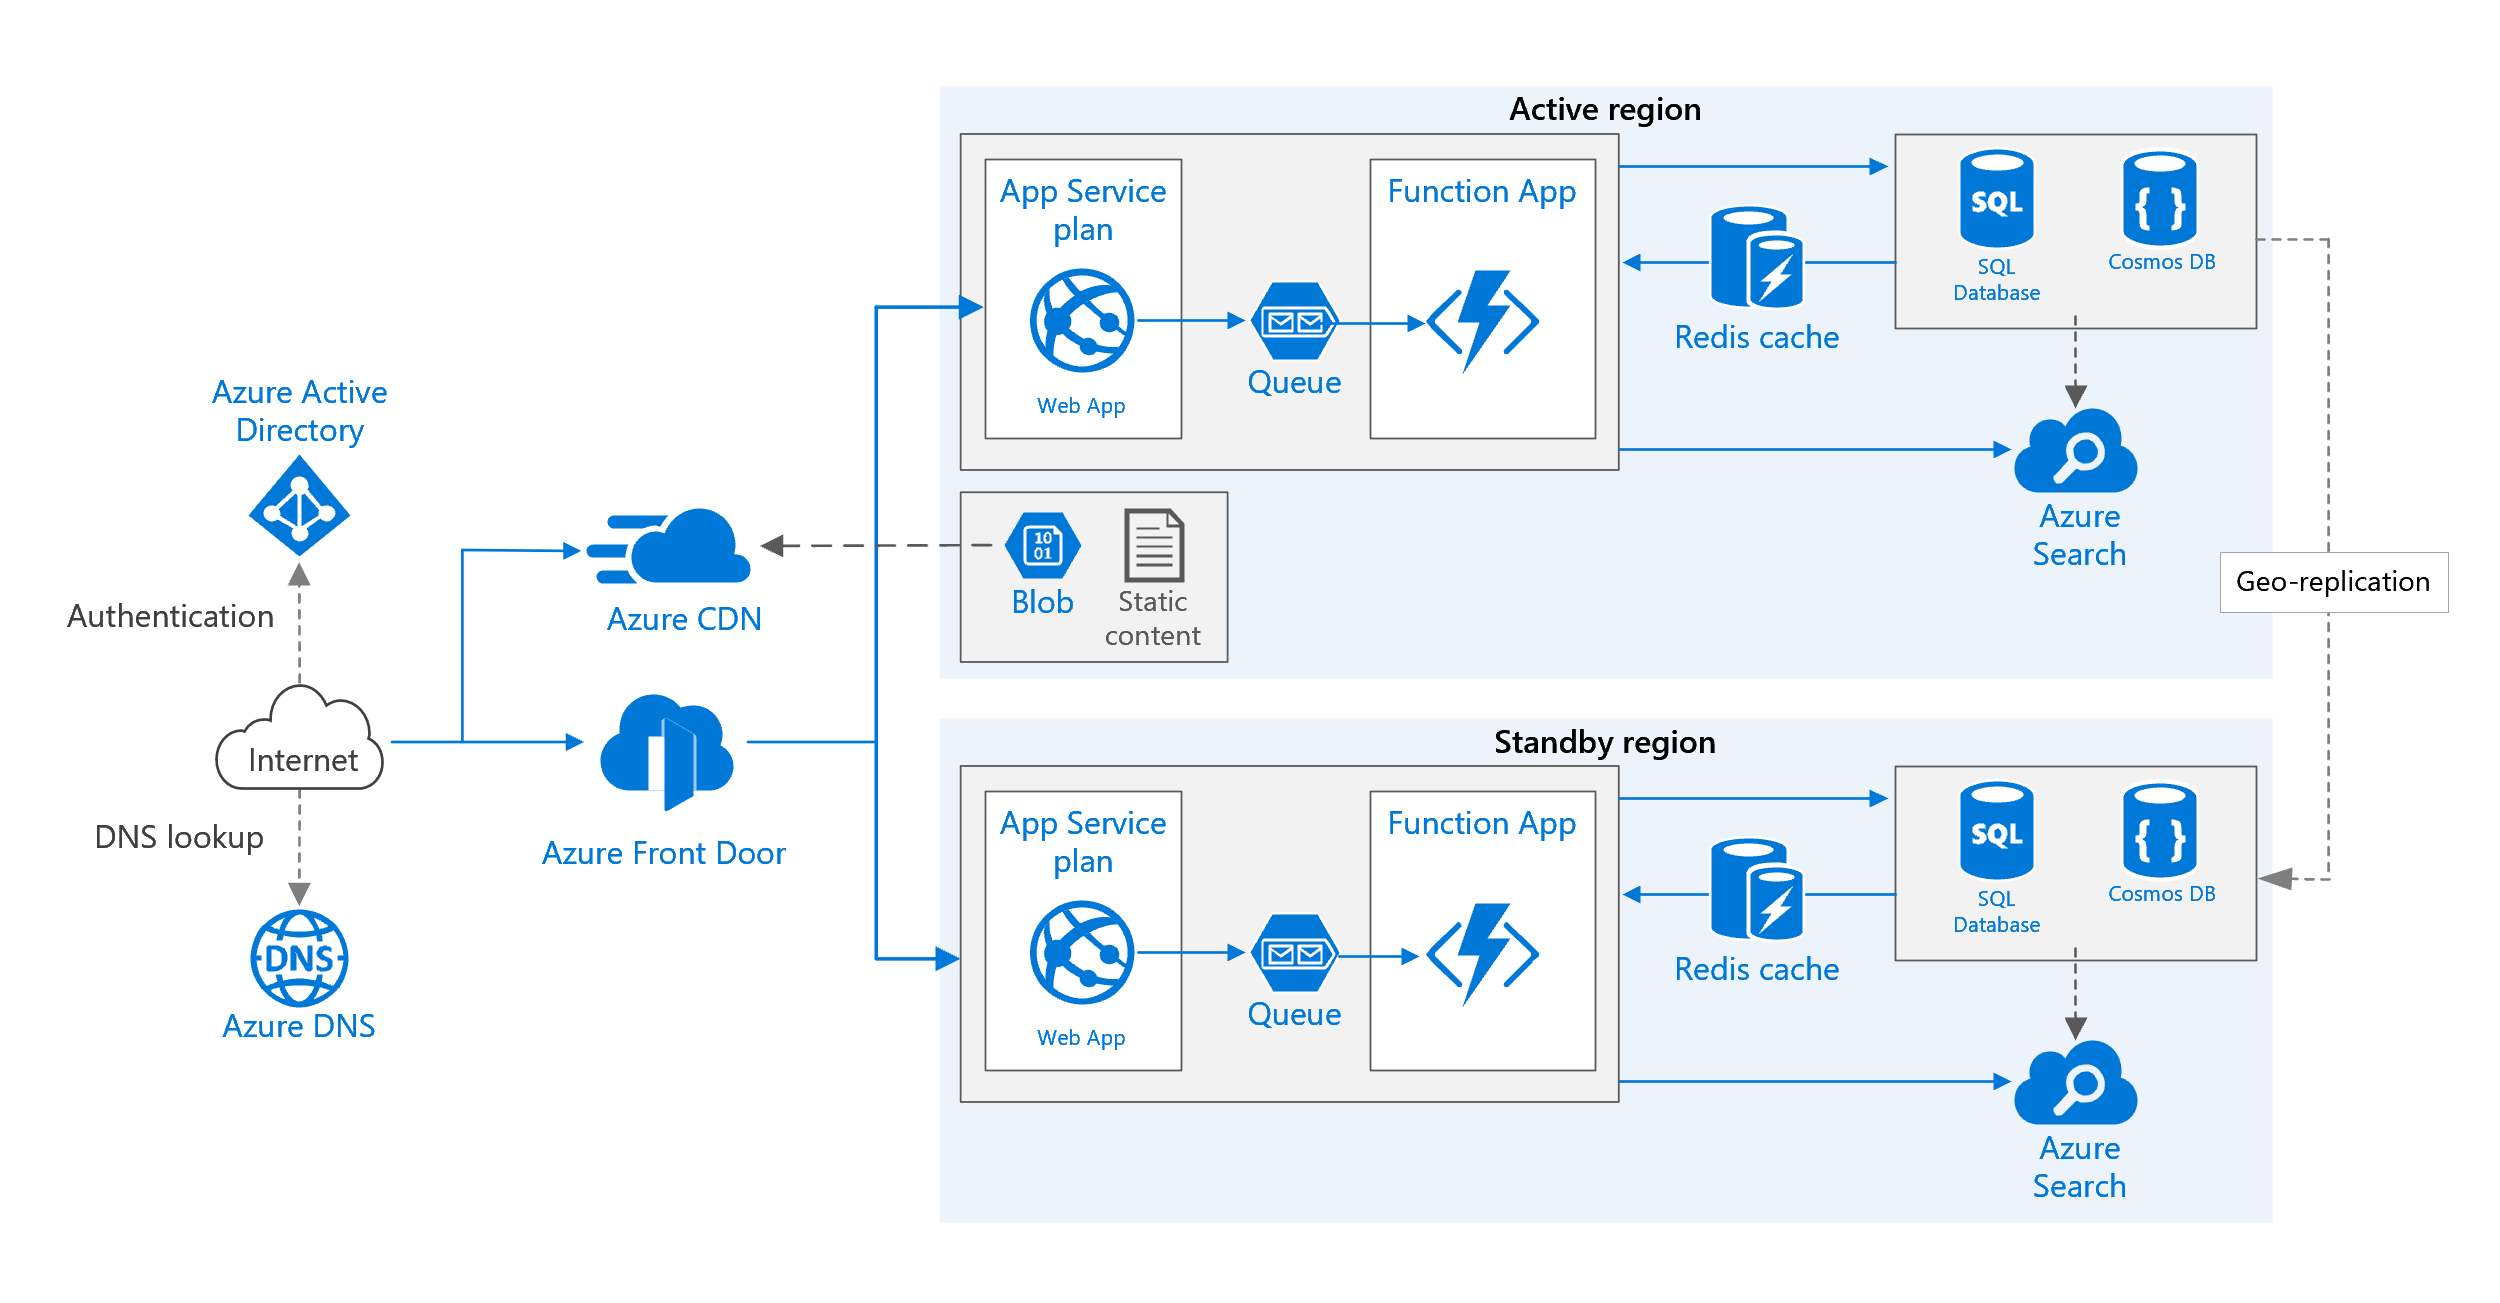 Active region
App Service
plan
Web App
Queue
Function App
Redis cache
SQL
SQL
Database
{ }
Cosmos DB
Azure
Search
10
01
Blob
Static
content
Azure Active
Directory
Authentication
Internet
DNS lookup
DNS
Azure DNS
Azure CDN
Azure Front Door
Geo-replication
Standby region
App Service
plan
Web App
Queue
Function App
Redis cache
SQL
SQL
Database
{ }
Cosmos DB
Azure
Search